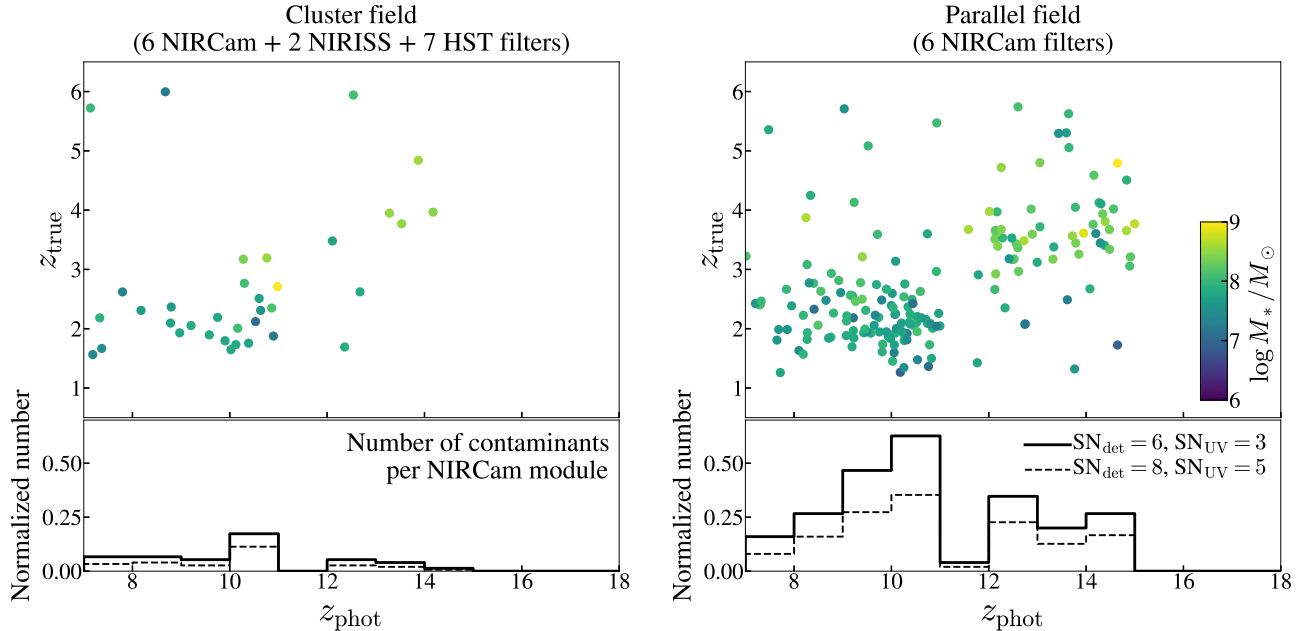 Cluster field
(6 NIRCam + 2 NIRISS + 7 HST filters)
6
5
4
3
2
1
z_true
Number of contaminants
per NIRCam module
0.50
0.25
0.00
Normalized number
8 10 12 14 16 18
z_phot
Parallel field
(6 NIRCam filters)
6
5
4
3
2
1
z_true
9
8
7
6
log M_*/M_⊙
SN_det = 6, SN_UV = 3
SN_det = 8, SN_UV = 5
0.50
0.25
0.00
Normalized number
8 10 12 14 16 18
z_phot